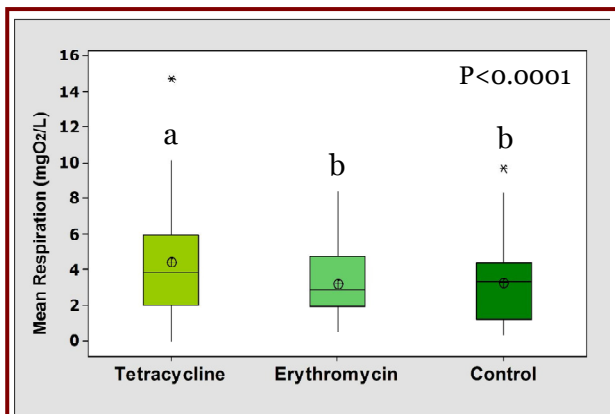 Mean Respiration (mgO2/L)
16
14
12
10
8
6
4
2
0
P<0.0001
a
b
b
Tetracycline
Erythromycin
Control